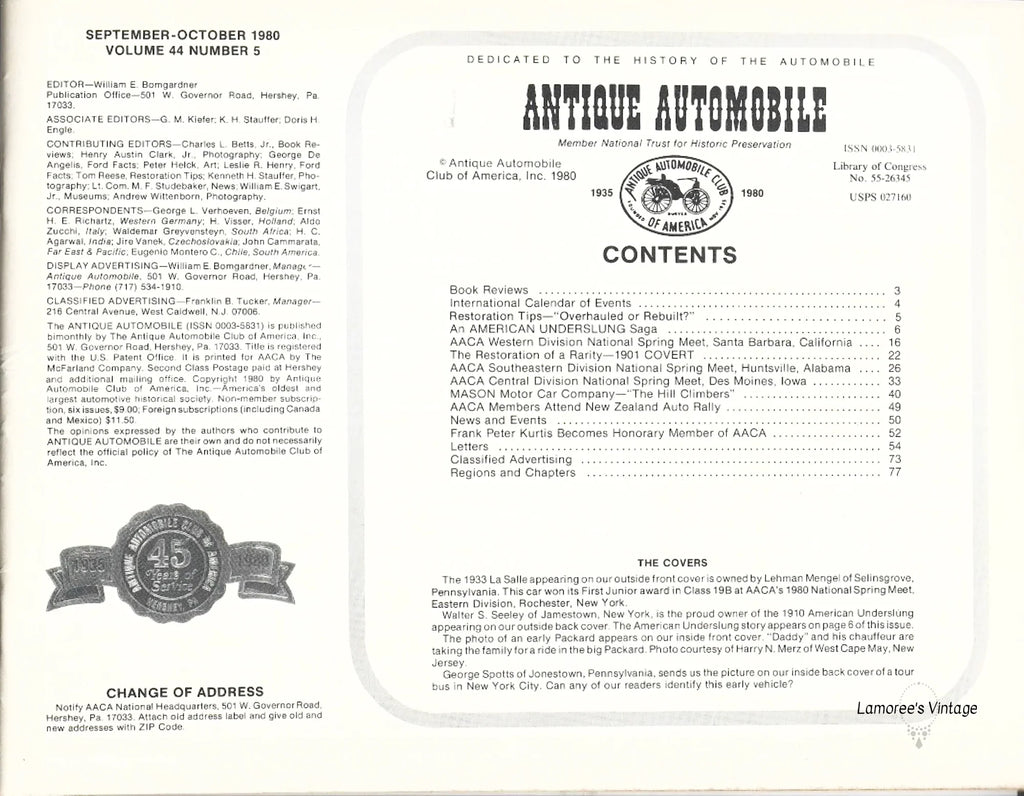 SEPTEMBER-OCTOBER 1980
VOLUME 44 NUMBER 5
EDITOR—William E. Bomgardner
Publication Office—501 W. Governor Road, Hershey, Pa.
17033.
ASSOCIATE EDITORS—G. M. Kiefer; K. H. Stauffer; Doris H.
Engle.
CONTRIBUTING EDITORS—Charles L. Betts, Jr., Book Re-
views; Henry Austin Clark, Jr., Photography; George De
Angelis, Ford Facts; Peter Helck, Art; Leslie R. Henry, Ford
Facts; Tom Reese, Restoration Tips; Kenneth H. Stauffer, Pho-
tography; Lt. Com. M. F. Studebaker, News; William E. Swigart,
Jr., Museums; Andrew Wittenborn, Photography.
CORRESPONDENTS—George L. Verhoeven, Belgium; Ernst
H. E. Richartz, Western Germany; H. Visser, Holland; Aldo
Zucchi, Italy; Waldemar Greyvensteyn, South Africa; H. C.
Agarwal, India; Jire Vanek, Czechoslovakia; John Cammarata,
Far East & Pacific; Eugenio Montero C., Chile, South America.
DISPLAY ADVERTISING—William E. Bomgardner, Manager—
Antique Automobile, 501 W. Governor Road, Hershey, Pa.
17033—Phone (717) 534-1910.
CLASSIFIED ADVERTISING—Franklin B. Tucker, Manager—
216 Central Avenue, West Caldwell, N.J. 07006.
The ANTIQUE AUTOMOBILE (ISSN 0003-5831) is published
bimonthly by The Antique Automobile Club of America, Inc.,
501 W. Governor Road, Hershey, Pa. 17033. Title is registered
with the U.S. Patent Office. It is printed for AACA by The
McFarland Company. Second Class Postage paid at Hershey
and additional mailing office. Copyright 1980 by Antique
Automobile Club of America, Inc.—America's oldest and
largest automotive historical society. Non-member subscrip-
tion, six issues, $9.00; Foreign subscriptions (including Canada
and Mexico) $11.50.
The opinions expressed by the authors who contribute to
ANTIQUE AUTOMOBILE are their own and do not necessarily
reflect the official policy of The Antique Automobile Club of
America, Inc.
ANTIQUE AUTOMOBILE CLUB OF AMERICA
1935 45 1980
Years of
Service
HERSHEY, PA.
CHANGE OF ADDRESS
Notify AACA National Headquarters, 501 W. Governor Road,
Hershey, Pa. 17033. Attach old address label and give old and
new addresses with ZIP Code.
DEDICATED TO THE HISTORY OF THE AUTOMOBILE
ANTIQUE AUTOMOBILE
Member National Trust for Historic Preservation
© Antique Automobile
Club of America, Inc. 1980
1935 ANTIQUE AUTOMOBILE CLUB OF AMERICA 1980
ISSN 0003-5831
Library of Congress
No. 55-26345
USPS 027160
CONTENTS
Book Reviews ... 3
International Calendar of Events ... 4
Restoration Tips—"Overhauled or Rebuilt?" ... 5
An AMERICAN UNDERSLUNG Saga ... 6
AACA Western Division National Spring Meet, Santa Barbara, California .... 16
The Restoration of a Rarity—1901 COVERT ... 22
AACA Southeastern Division National Spring Meet, Huntsville, Alabama .... 26
AACA Central Division National Spring Meet, Des Moines, Iowa ... 33
MASON Motor Car Company—"The Hill Climbers" ... 40
AACA Members Attend New Zealand Auto Rally ... 49
News and Events ... 50
Frank Peter Kurtis Becomes Honorary Member of AACA ... 52
Letters ... 54
Classified Advertising ... 73
Regions and Chapters ... 77
THE COVERS
The 1933 La Salle appearing on our outside front cover is owned by Lehman Mengel of Selinsgrove,
Pennsylvania. This car won its First Junior award in Class 19B at AACA's 1980 National Spring Meet,
Eastern Division, Rochester, New York.
Walter S. Seeley of Jamestown, New York, is the proud owner of the 1910 American Underslung
appearing on our outside back cover. The American Underslung story appears on page 6 of this issue.
The photo of an early Packard appears on our inside front cover. "Daddy" and his chauffeur are
taking the family for a ride in the big Packard. Photo courtesy of Harry N. Merz of West Cape May, New
Jersey.
George Spotts of Jonestown, Pennsylvania, sends us the picture on our inside back cover of a tour
bus in New York City. Can any of our readers identify this early vehicle?
Lamoree's Vintage